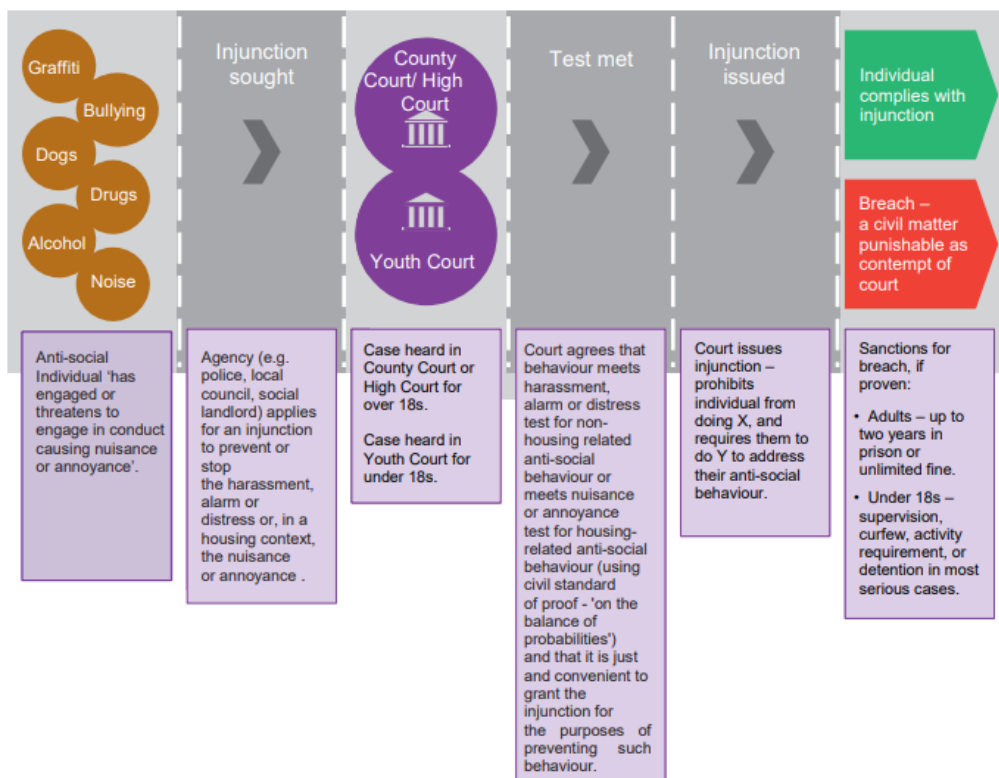 Graffiti
Bullying
Dogs
Drugs
Alcohol
Noise
Injunction
sought
County
Court/ High
Court
Youth Court
Test met
Injunction
issued
Individual
complies with
injunction
Breach –
a civil matter
punishable as
contempt of
court
Anti-social
Individual ‘has
engaged or
threatens to
engage in conduct
causing nuisance
or annoyance’.
Agency (e.g.
police, local
council, social
landlord) applies
for an injunction
to prevent or
stop
the harassment,
alarm or
distress or, in a
housing context,
the nuisance
or annoyance .
Case heard in
County Court or
High Court for
over 18s.
Case heard in
Youth Court for
under 18s.
Court agrees that
behaviour meets
harassment,
alarm or distress
test for non-
housing related
anti-social
behaviour or
meets nuisance
or annoyance
test for housing-
related anti-social
behaviour (using
civil standard
of proof - 'on the
balance of
probabilities')
and that it is just
and convenient to
grant the
injunction for
the purposes of
preventing such
behaviour.
Court issues
injunction –
prohibits
individual from
doing X, and
requires them to
do Y to address
their anti-social
behaviour.
Sanctions for
breach, if
proven:
• Adults – up to
two years in
prison or
unlimited fine.
• Under 18s –
supervision,
curfew, activity
requirement, or
detention in most
serious cases.